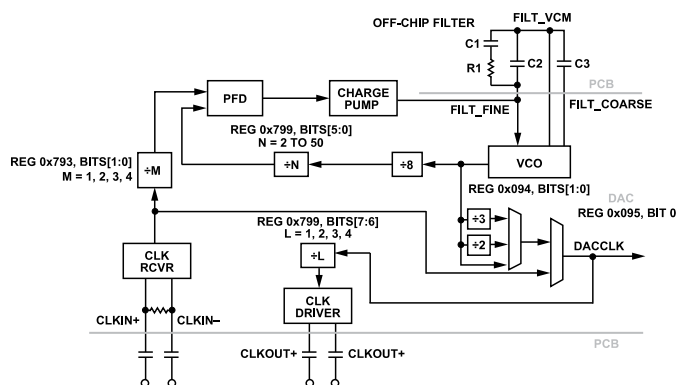 OFF-CHIP FILTER
FILT_VCM
C1
R1
C2
C3
PCB
PFD
CHARGE
PUMP
FILT_FINE
FILT_COARSE
REG 0x799, BITS[5:0]
N = 2 TO 50
REG 0x793, BITS[1:0]
M = 1, 2, 3, 4
÷M
÷N
÷8
VCO
REG 0x094, BITS[1:0]
DAC
REG 0x095, BIT 0
REG 0x799, BITS[7:6]
L = 1, 2, 3, 4
÷3
÷2
DACCLK
CLK
RCVR
÷L
CLK
DRIVER
CLKIN+
CLKIN–
PCB
CLKOUT+
CLKOUT+